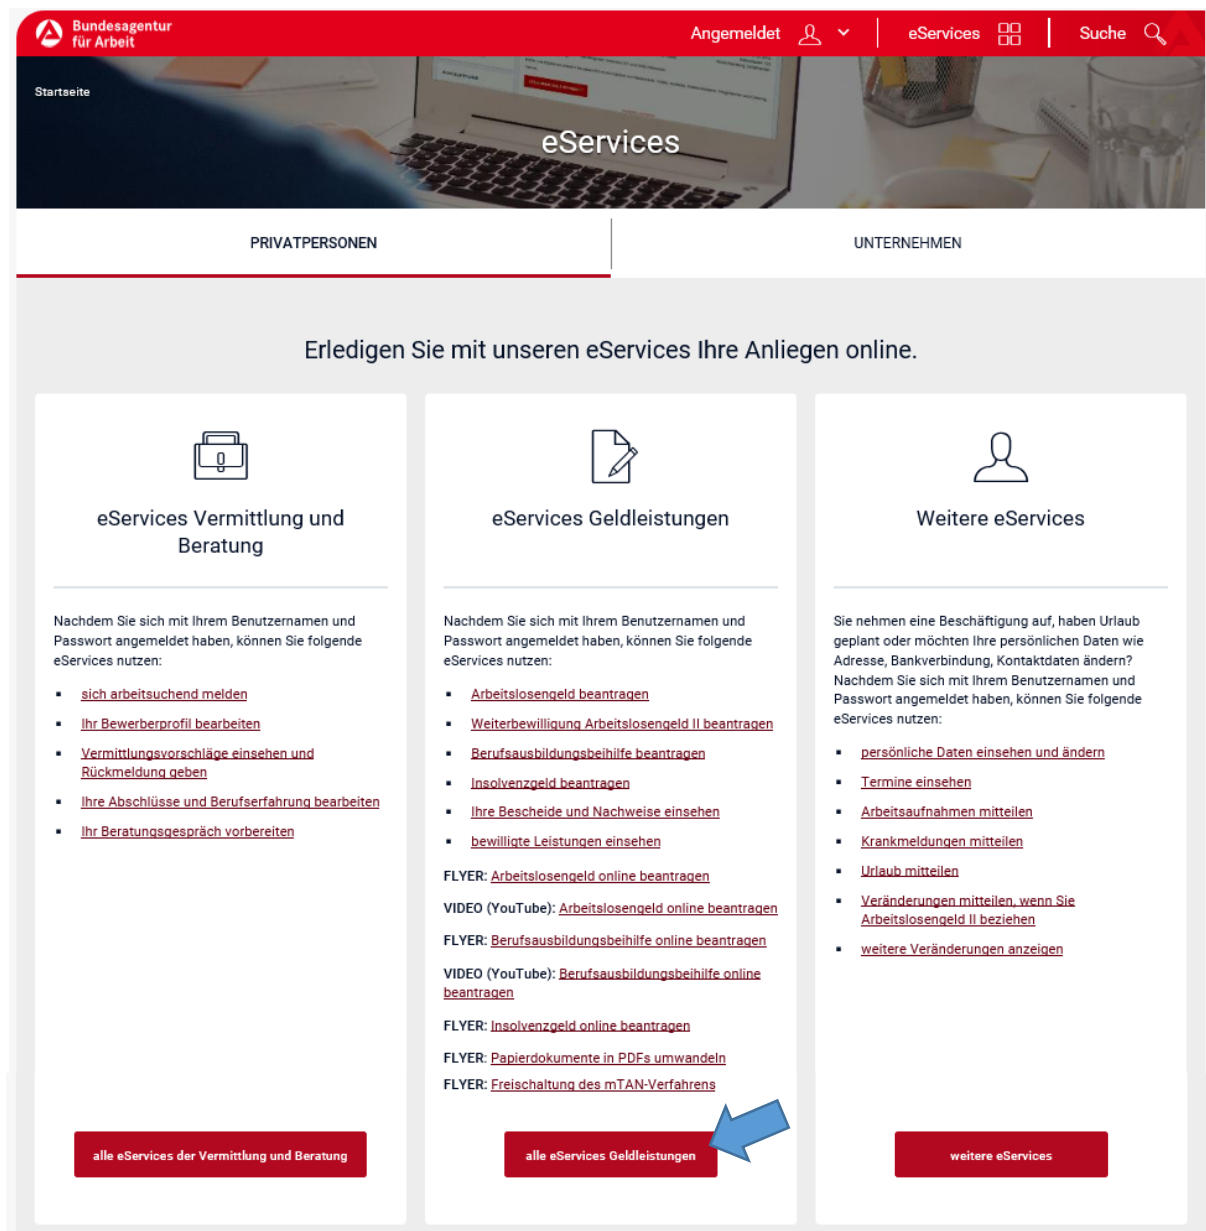 Bundesagentur
für Arbeit
Angemeldet
eServices
Suche
Startseite
eServices
PRIVATPERSONEN
UNTERNEHMEN
Erledigen Sie mit unseren eServices Ihre Anliegen online.
eServices Vermittlung und
Beratung
Nachdem Sie sich mit Ihrem Benutzernamen und
Passwort angemeldet haben, können Sie folgende
eServices nutzen:
▪ sich arbeitsuchend melden
▪ Ihr Bewerberprofil bearbeiten
▪ Vermittlungsvorschläge einsehen und
Rückmeldung geben
▪ Ihre Abschlüsse und Berufserfahrung bearbeiten
▪ Ihr Beratungsgespräch vorbereiten
alle eServices der Vermittlung und Beratung
eServices Geldleistungen
Nachdem Sie sich mit Ihrem Benutzernamen und
Passwort angemeldet haben, können Sie folgende
eServices nutzen:
▪ Arbeitslosengeld beantragen
▪ Weiterbewilligung Arbeitslosengeld II beantragen
▪ Berufsausbildungsbeihilfe beantragen
▪ Insolvenzgeld beantragen
▪ Ihre Bescheide und Nachweise einsehen
▪ bewilligte Leistungen einsehen
FLYER: Arbeitslosengeld online beantragen
VIDEO (YouTube): Arbeitslosengeld online beantragen
FLYER: Berufsausbildungsbeihilfe online beantragen
VIDEO (YouTube): Berufsausbildungsbeihilfe online
beantragen
FLYER: Insolvenzgeld online beantragen
FLYER: Papierdokumente in PDFs umwandeln
FLYER: Freischaltung des mTAN-Verfahrens
alle eServices Geldleistungen
Weitere eServices
Sie nehmen eine Beschäftigung auf, haben Urlaub
geplant oder möchten Ihre persönlichen Daten wie
Adresse, Bankverbindung, Kontaktdaten ändern?
Nachdem Sie sich mit Ihrem Benutzernamen und
Passwort angemeldet haben, können Sie folgende
eServices nutzen:
▪ persönliche Daten einsehen und ändern
▪ Termine einsehen
▪ Arbeitsaufnahmen mitteilen
▪ Krankmeldungen mitteilen
▪ Urlaub mitteilen
▪ Veränderungen mitteilen, wenn Sie
Arbeitslosengeld II beziehen
▪ weitere Veränderungen anzeigen
weitere eServices